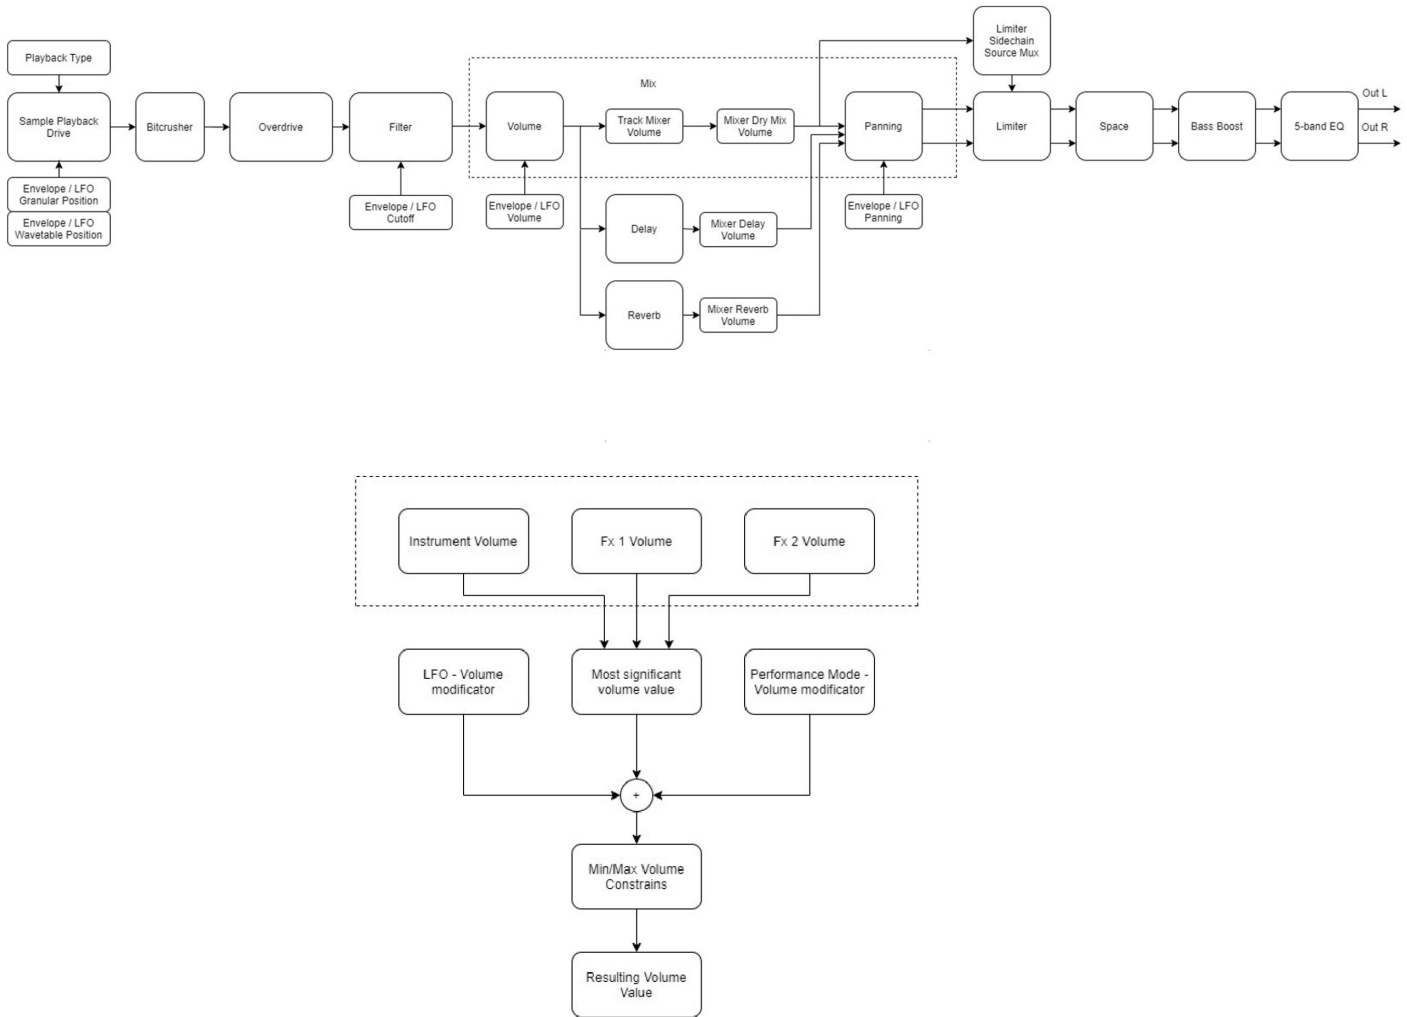 Playback Type
Sample Playback
Drive
Envelope / LFO
Granular Position
Envelope / LFO
Wavetable Position
Bitcrusher
Overdrive
Filter
Envelope / LFO
Cutoff
Mix
Volume
Envelope / LFO
Volume
Track Mixer
Volume
Mixer Dry Mix
Volume
Delay
Mixer Delay
Volume
Reverb
Mixer Reverb
Volume
Panning
Envelope / LFO
Panning
Limiter
Sidechain
Source Mux
Limiter
Space
Bass Boost
5-band EQ
Out L
Out R
Instrument Volume
Fx 1 Volume
Fx 2 Volume
LFO - Volume
modificator
Most significant
volume value
Performance Mode -
Volume modificator
+
Min/Max Volume
Constrains
Resulting Volume
Value